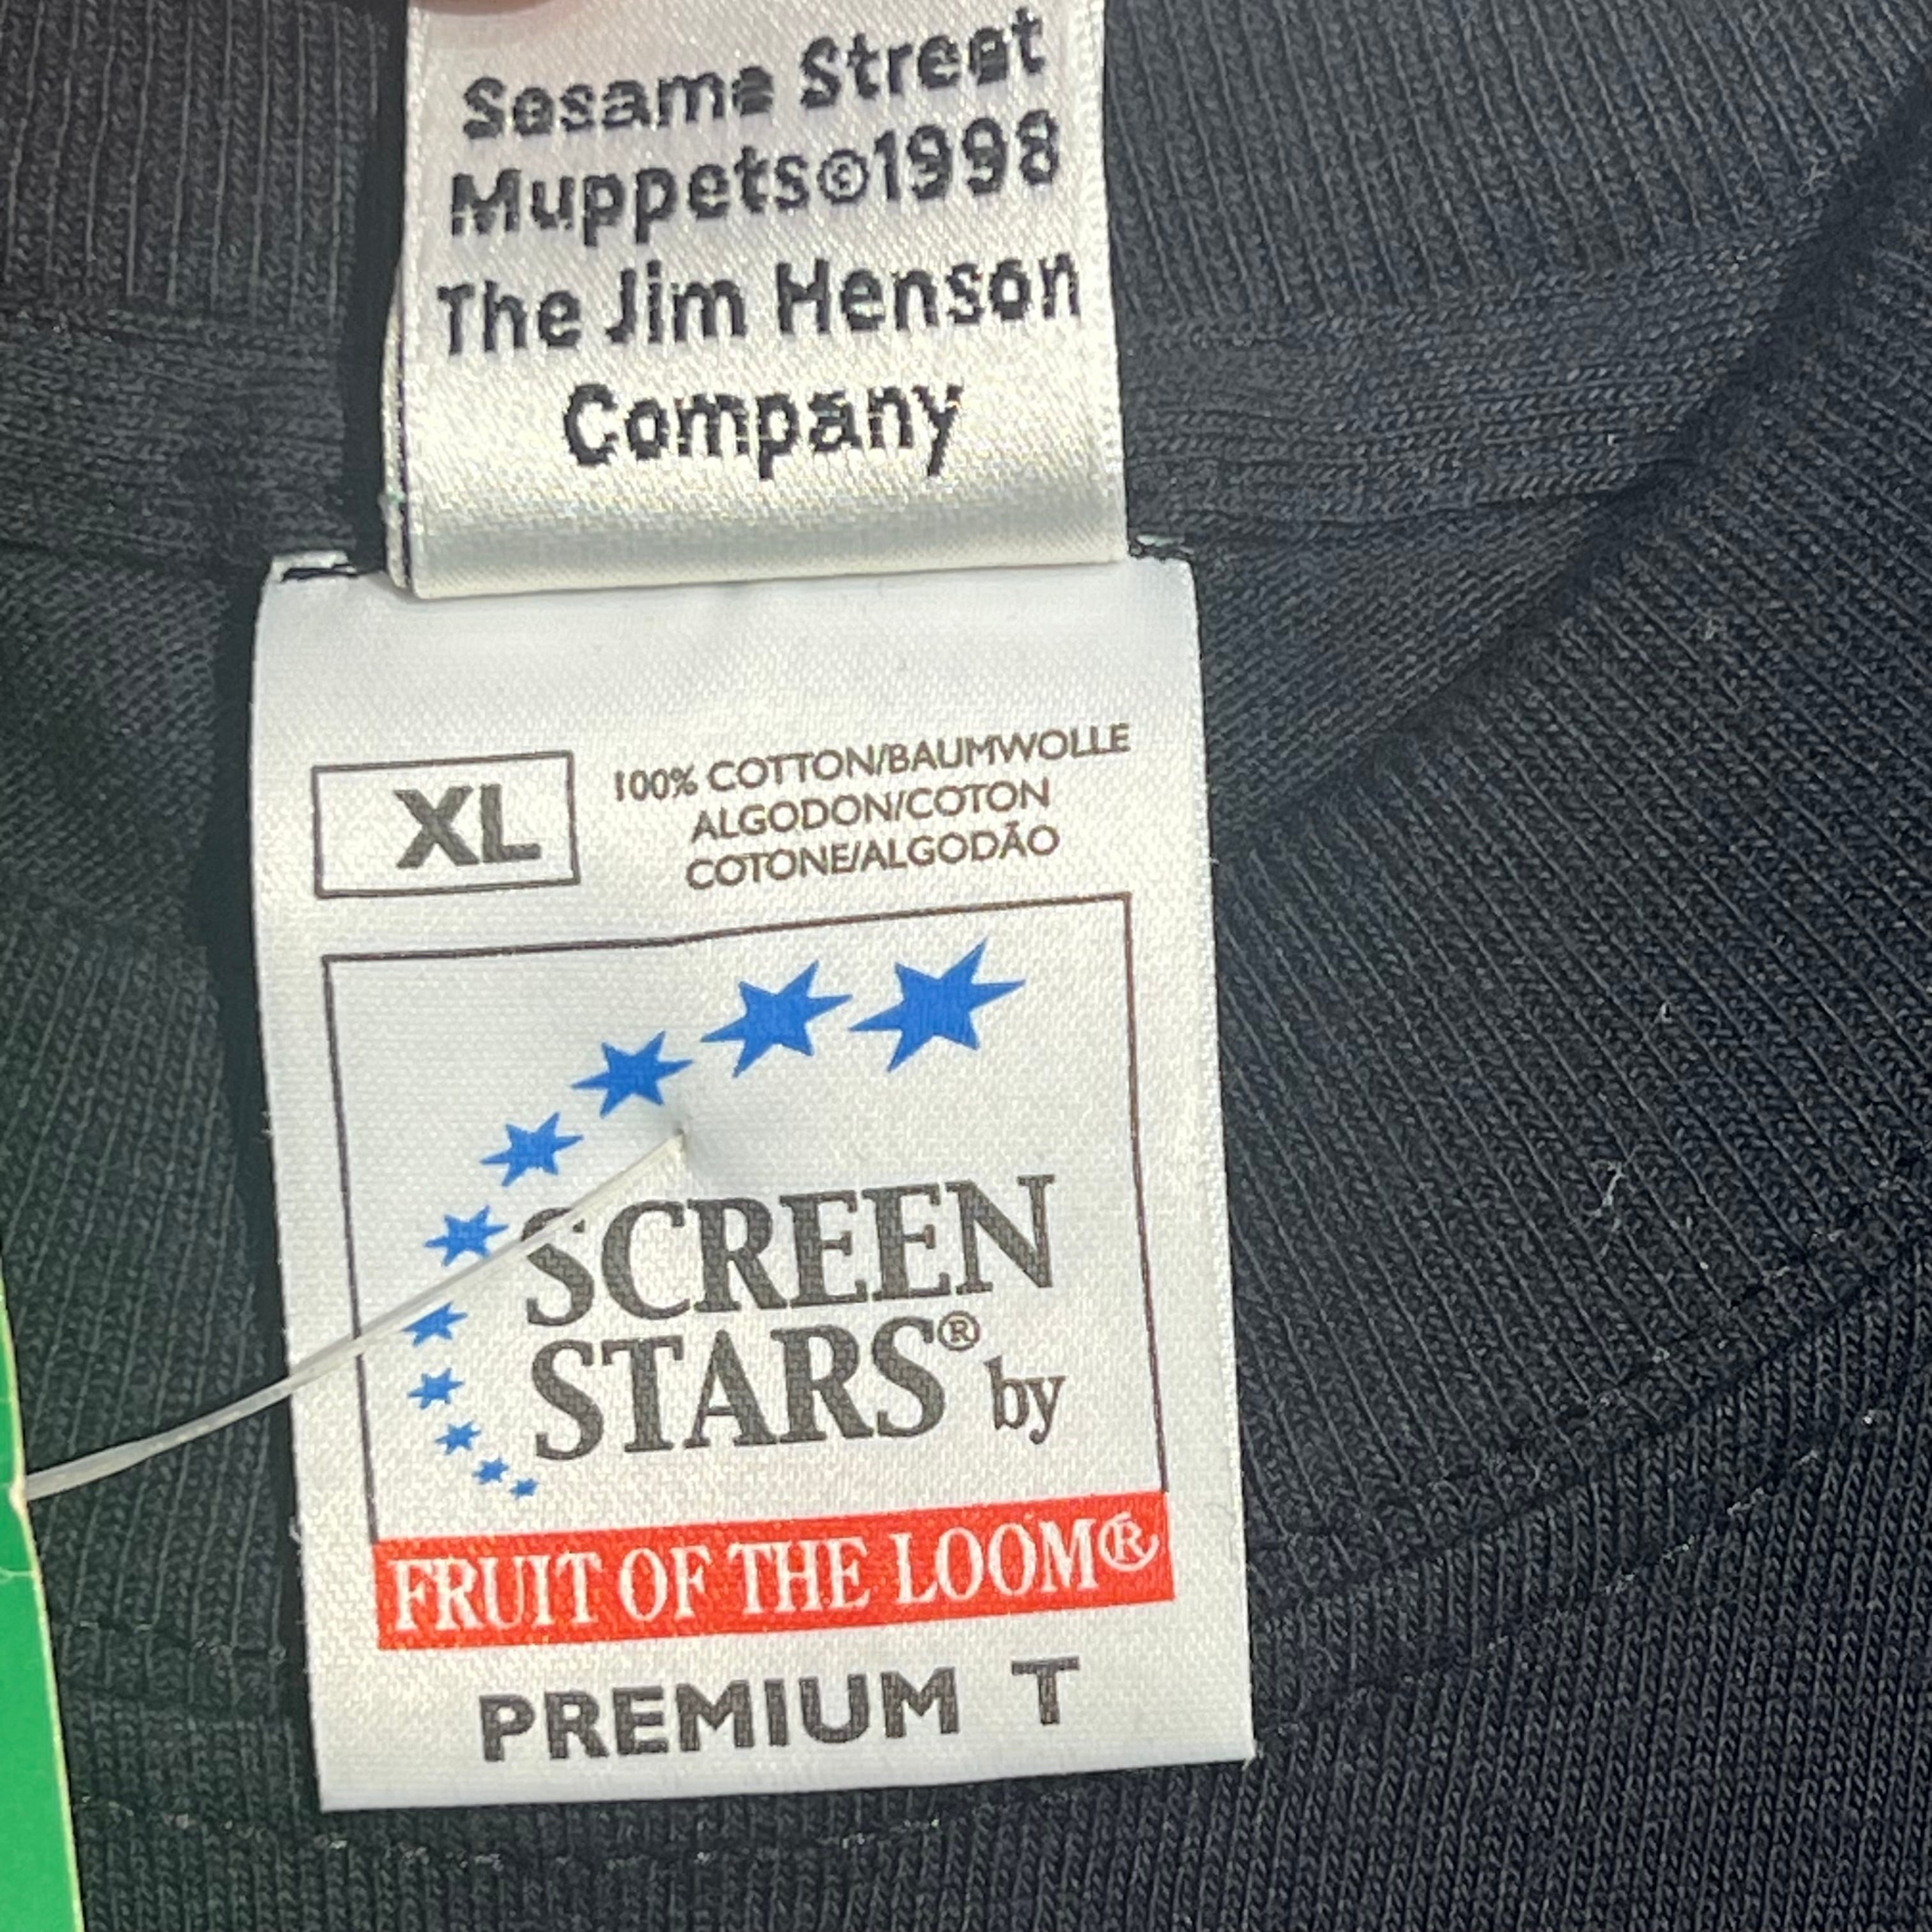 Sesame Street
Muppets©1998
The Jim Henson
Company
XL
100% COTTON/BAUMWOLLE
ALGODON/COTON
COTONE/ALGODÃO
SCREEN
STARS® by
FRUIT OF THE LOOM®
PREMIUM T